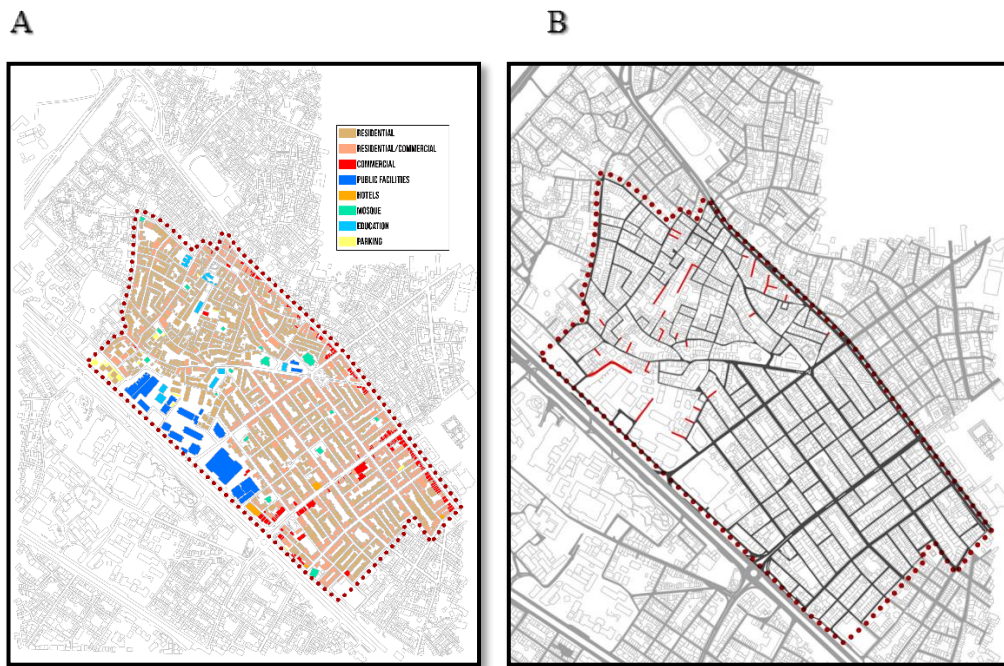 A
B
RESIDENTIAL
RESIDENTIAL/COMMERCIAL
COMMERCIAL
PUBLIC FACILITIES
HOTELS
MOSQUE
EDUCATION
PARKING